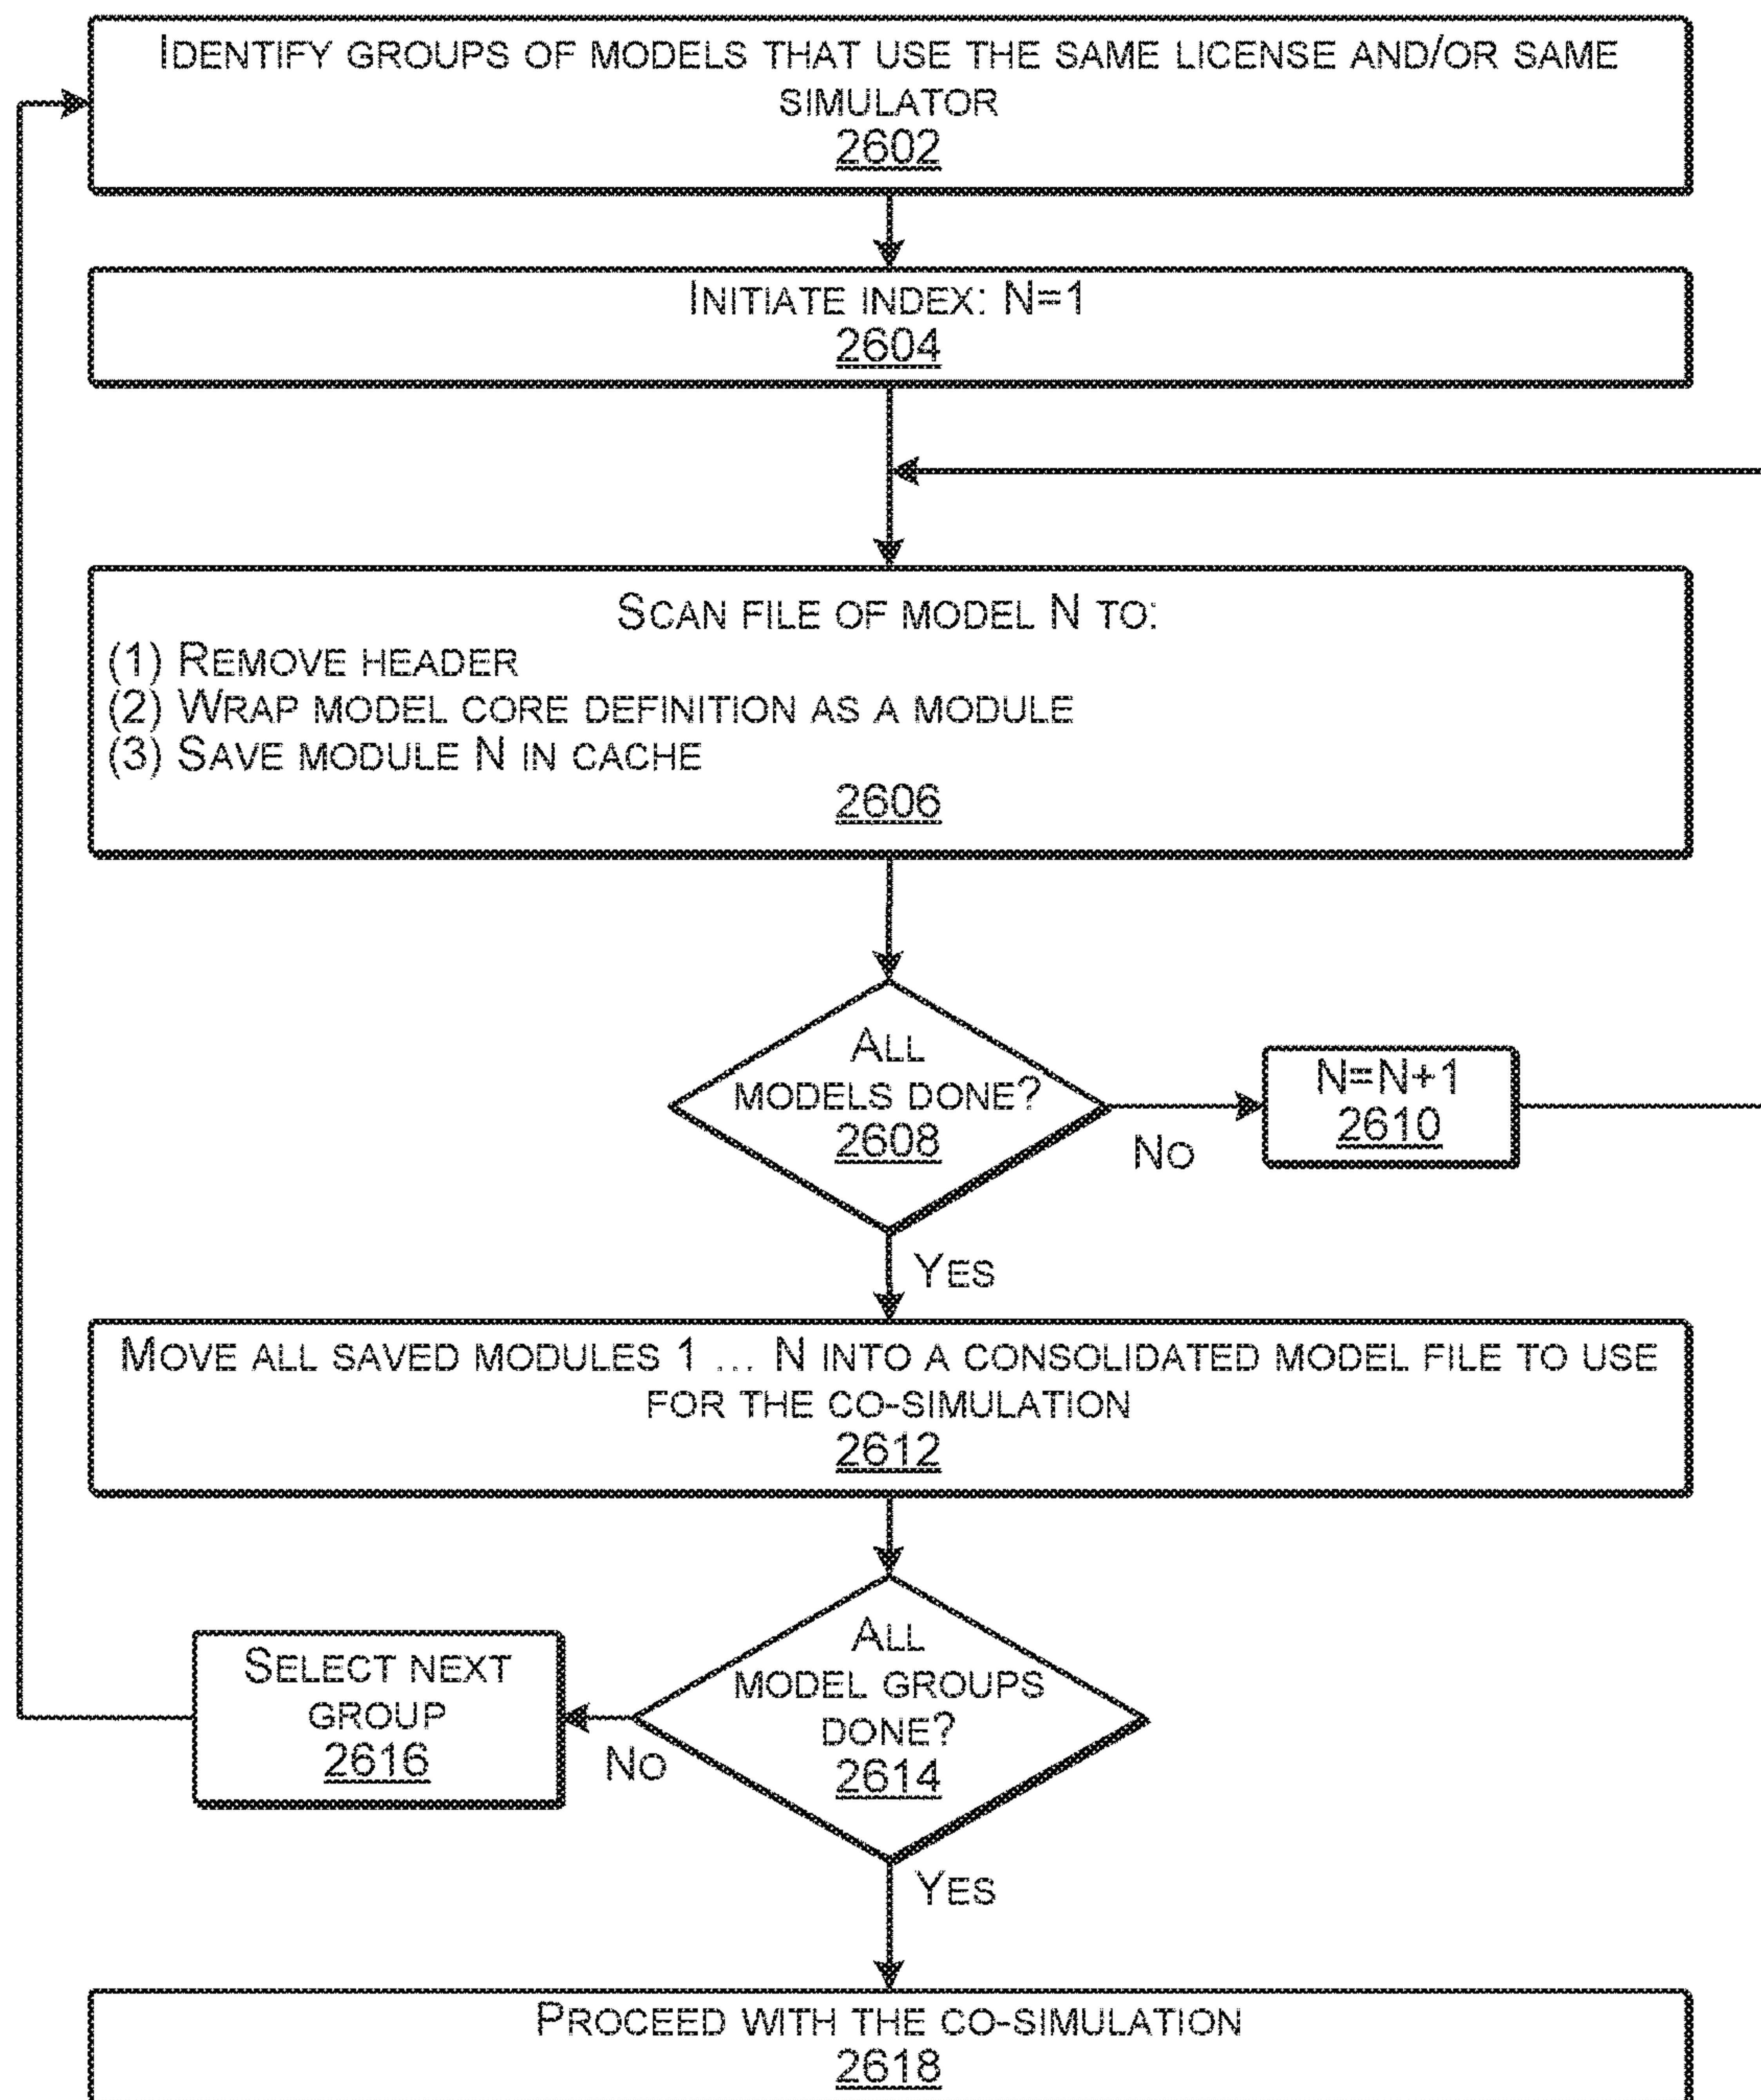 IDENTIFY GROUPS OF MODELS THAT USE THE SAME LICENSE AND/OR SAME
SIMULATOR
2602
INITIATE INDEX: N=1
2604
SCAN FILE OF MODEL N TO:
(1) REMOVE HEADER
(2) WRAP MODEL CORE DEFINITION AS A MODULE
(3) SAVE MODULE N IN CACHE
2606
ALL
MODELS DONE?
2608
NO
N=N+1
2610
YES
MOVE ALL SAVED MODULES 1 ... N INTO A CONSOLIDATED MODEL FILE TO USE
FOR THE CO-SIMULATION
2612
ALL
MODEL GROUPS
DONE?
2614
NO
SELECT NEXT
GROUP
2616
YES
PROCEED WITH THE CO-SIMULATION
2618